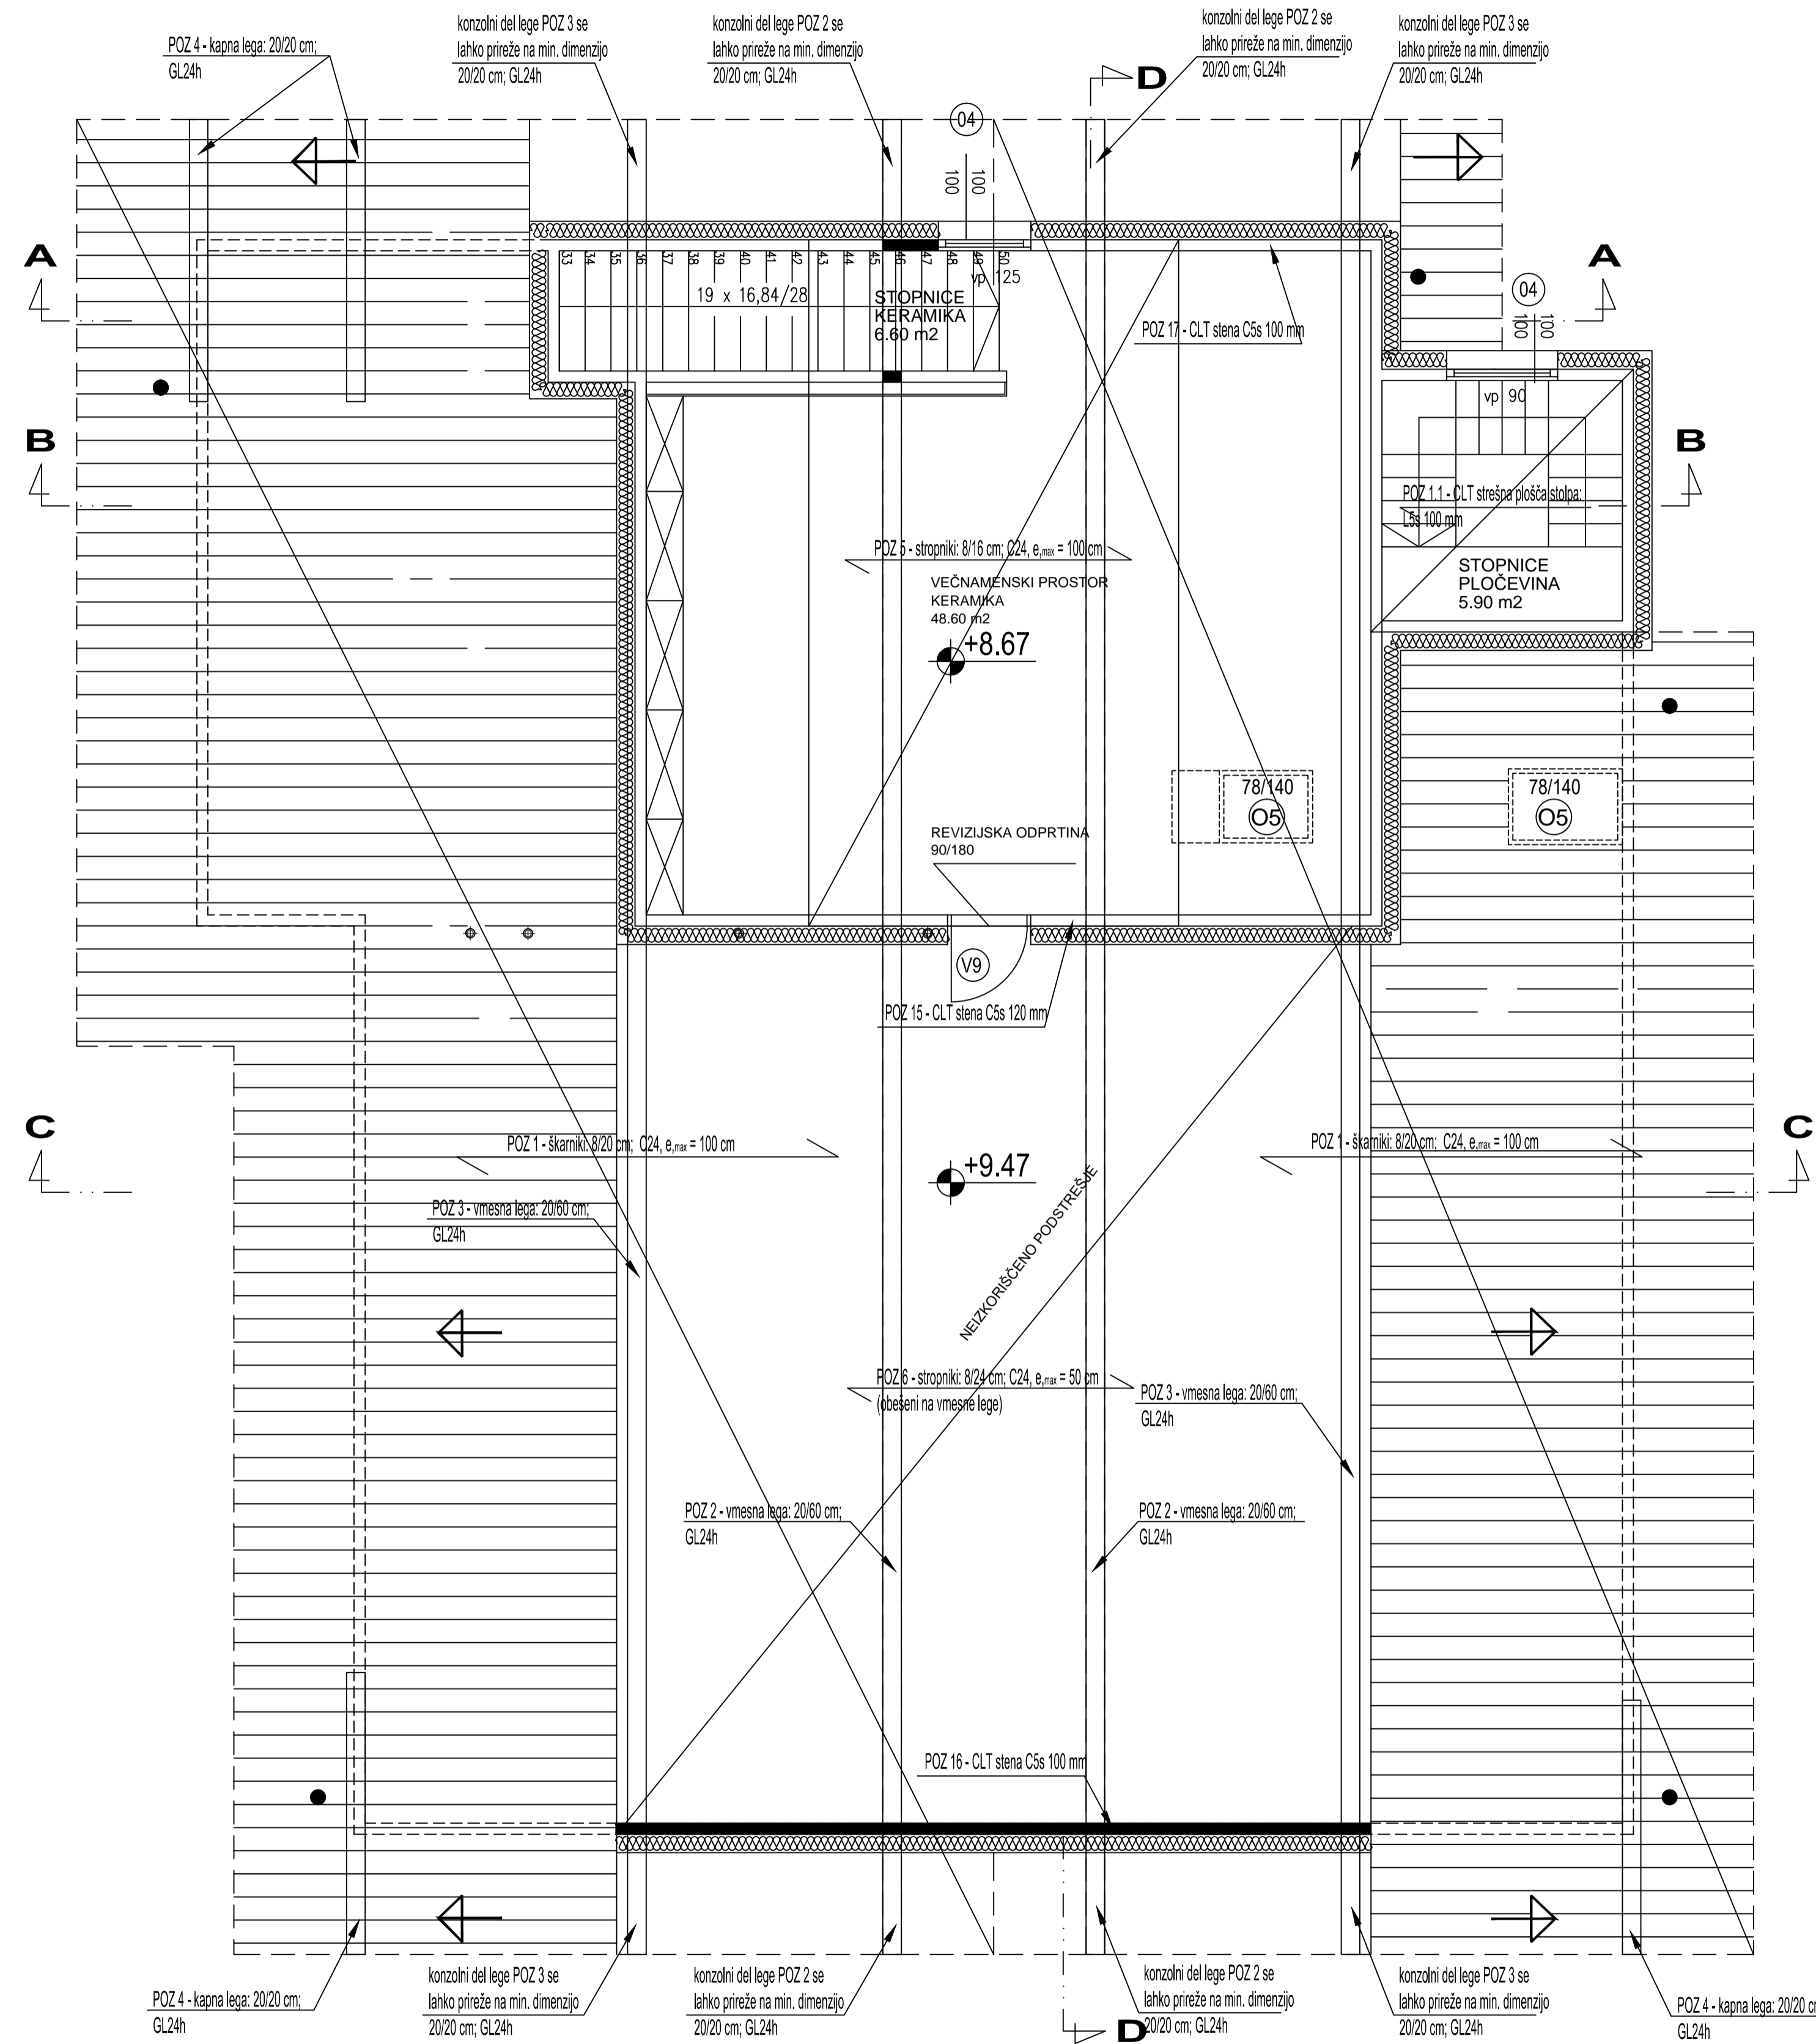 konzolni del lege POZ 3 se
lahko prireže na min. dimenzijo
20/20 cm; GL24h
konzolni del lege POZ 2 se
lahko prireže na min. dimenzijo
20/20 cm; GL24h
konzolni del lege POZ 2 se
lahko prireže na min. dimenzijo
20/20 cm; GL24h
konzolni del lege POZ 3 se
lahko prireže na min. dimenzijo
20/20 cm; GL24h
POZ 4 - kapna lega: 20/20 cm;
GL24h
D
04
100
100
A
A
33
34
35
36
37
38
39
40
41
42
43
44
45
46
47
48
49
50
vp 125
19 x 16,84/28
STOPNICE
KERAMIKA
6.60 m2
POZ 17 - CLT stena C5s 100 mm
04
100
100
vp 90
B
B
POZ 1.1 - CLT strešna plošča stolpa:
L5s 100 mm
POZ 5 - stropniki: 8/16 cm; C24, e,max = 100 cm
VEČNAMENSKI PROSTOR
KERAMIKA
48.60 m2
+8.67
STOPNICE
PLOČEVINA
5.90 m2
78/140
O5
78/140
O5
REVIZIJSKA ODPRTINA
90/180
V9
POZ 15 - CLT stena C5s 120 mm
C
C
POZ 1 - škarniki: 8/20 cm; C24, e,max = 100 cm
POZ 1 - škarniki: 8/20 cm; C24, e,max = 100 cm
+9.47
POZ 3 - vmesna lega: 20/60 cm;
GL24h
NEIZKORIŠČENO PODSTREŠJE
POZ 6 - stropniki: 8/24 cm; C24, e,max = 50 cm
(obešeni na vmesne lege)
POZ 3 - vmesna lega: 20/60 cm;
GL24h
POZ 2 - vmesna lega: 20/60 cm;
GL24h
POZ 2 - vmesna lega: 20/60 cm;
GL24h
POZ 16 - CLT stena C5s 100 mm
POZ 4 - kapna lega: 20/20 cm;
GL24h
konzolni del lege POZ 3 se
lahko prireže na min. dimenzijo
20/20 cm; GL24h
konzolni del lege POZ 2 se
lahko prireže na min. dimenzijo
20/20 cm; GL24h
D
konzolni del lege POZ 2 se
lahko prireže na min. dimenzijo
20/20 cm; GL24h
konzolni del lege POZ 3 se
lahko prireže na min. dimenzijo
20/20 cm; GL24h
POZ 4 - kapna lega: 20/20
GL24h